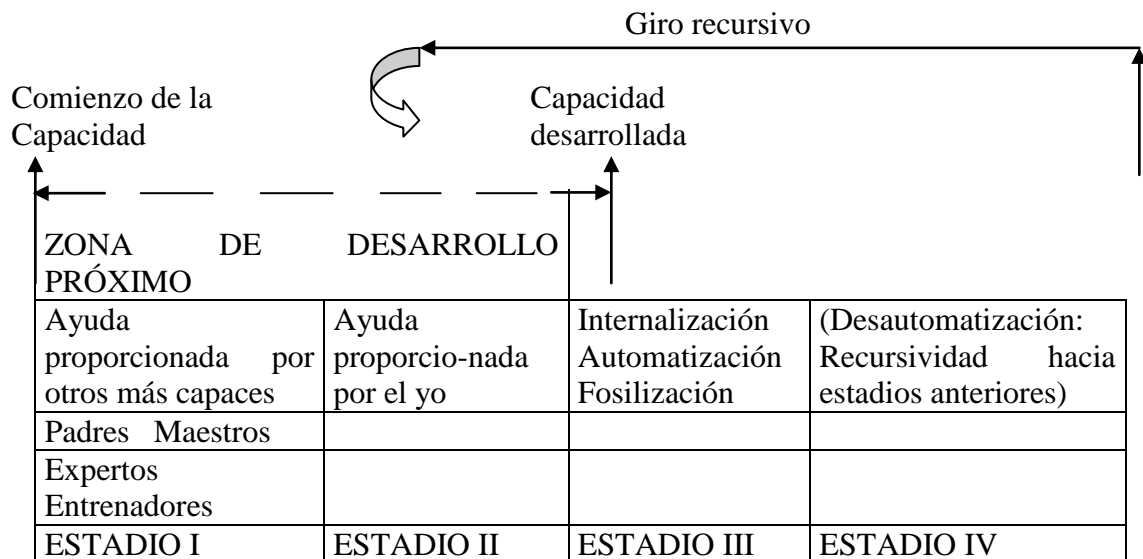 Giro recursivo
Comienzo de la
Capacidad
Capacidad
desarrollada
ZONA DE DESARROLLO
PRÓXIMO
Ayuda
proporcionada por
otros más capaces
Ayuda
proporcio-nada
por el yo
Internalización
Automatización
Fosilización
(Desautomatización:
Recursividad hacia
estadios anteriores)
Padres Maestros
Expertos
Entrenadores
ESTADIO I
ESTADIO II
ESTADIO III
ESTADIO IV